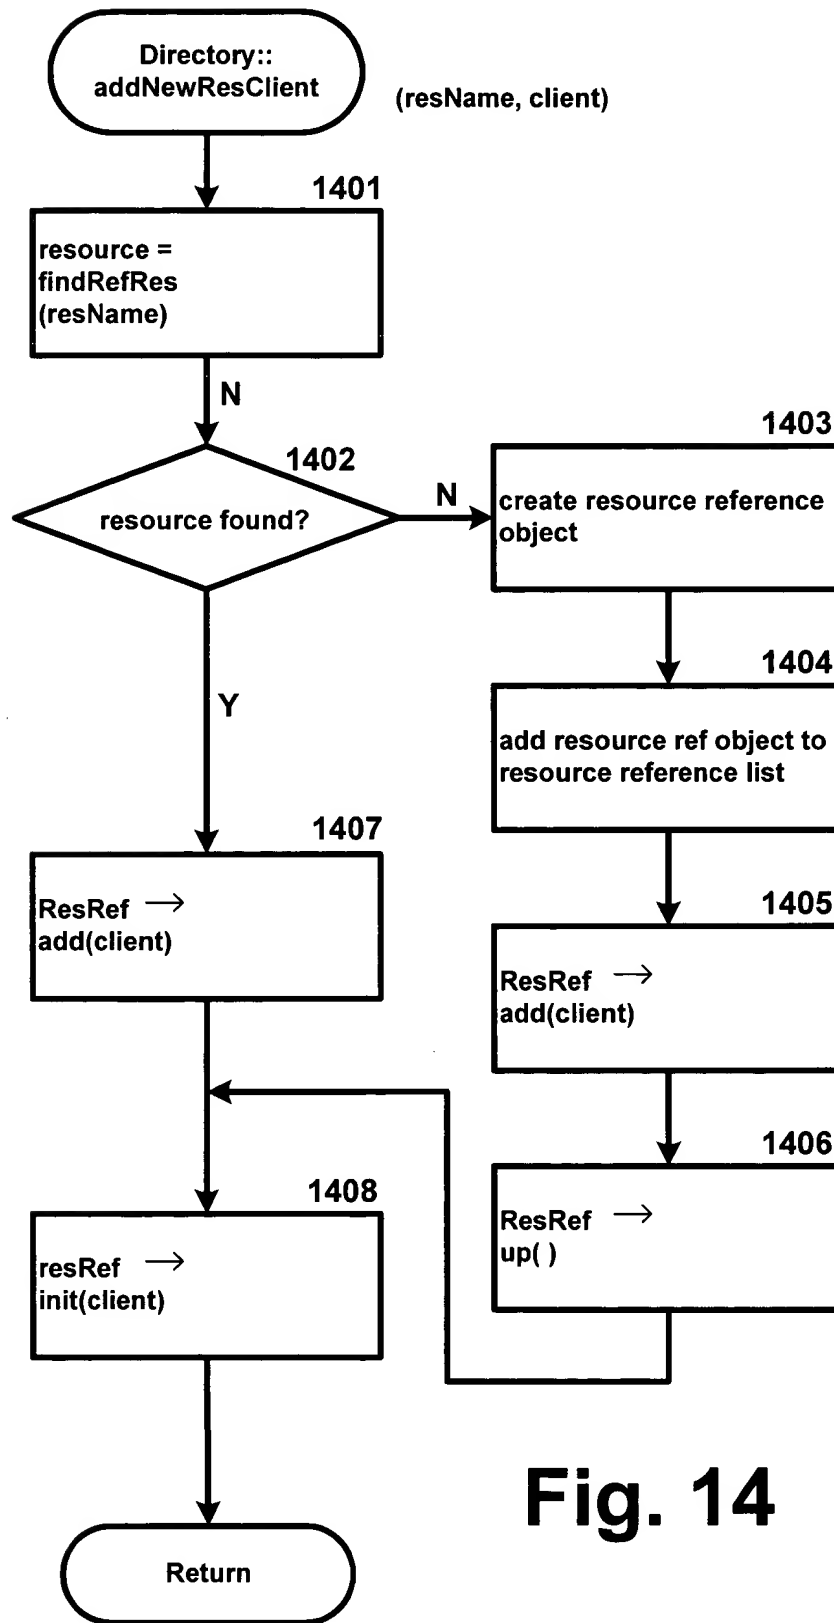 Directory::
addNewResClient
(resName, client)
1401
resource =
findRefRes
(resName)
N
1402
resource found?
N
1403
create resource reference
object
1404
add resource ref object to
resource reference list
Y
1407
ResRef →
add(client)
1405
ResRef →
add(client)
1406
ResRef →
up( )
1408
resRef →
init(client)
Return
Fig. 14